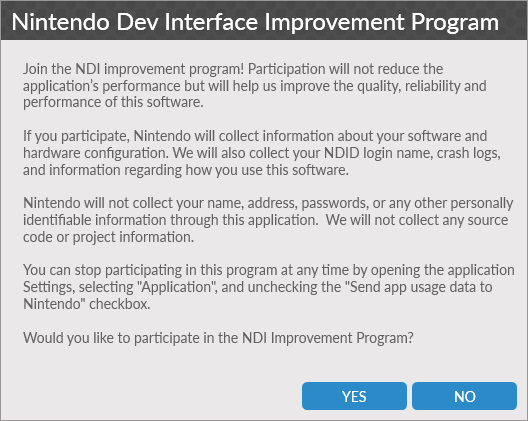 Nintendo Dev Interface Improvement Program
Join the NDI improvement program! Participation will not reduce the
application's performance but will help us improve the quality, reliability and
performance of this software.
If you participate, Nintendo will collect information about your software and
hardware configuration. We will also collect your NDID login name, crash logs,
and information regarding how you use this software.
Nintendo will not collect your name, address, passwords, or any other personally
identifiable information through this application.  We will not collect any source
code or project information.
You can stop participating in this program at any time by opening the application
Settings, selecting "Application", and unchecking the "Send app usage data to
Nintendo" checkbox.
Would you like to participate in the NDI Improvement Program?
YES NO